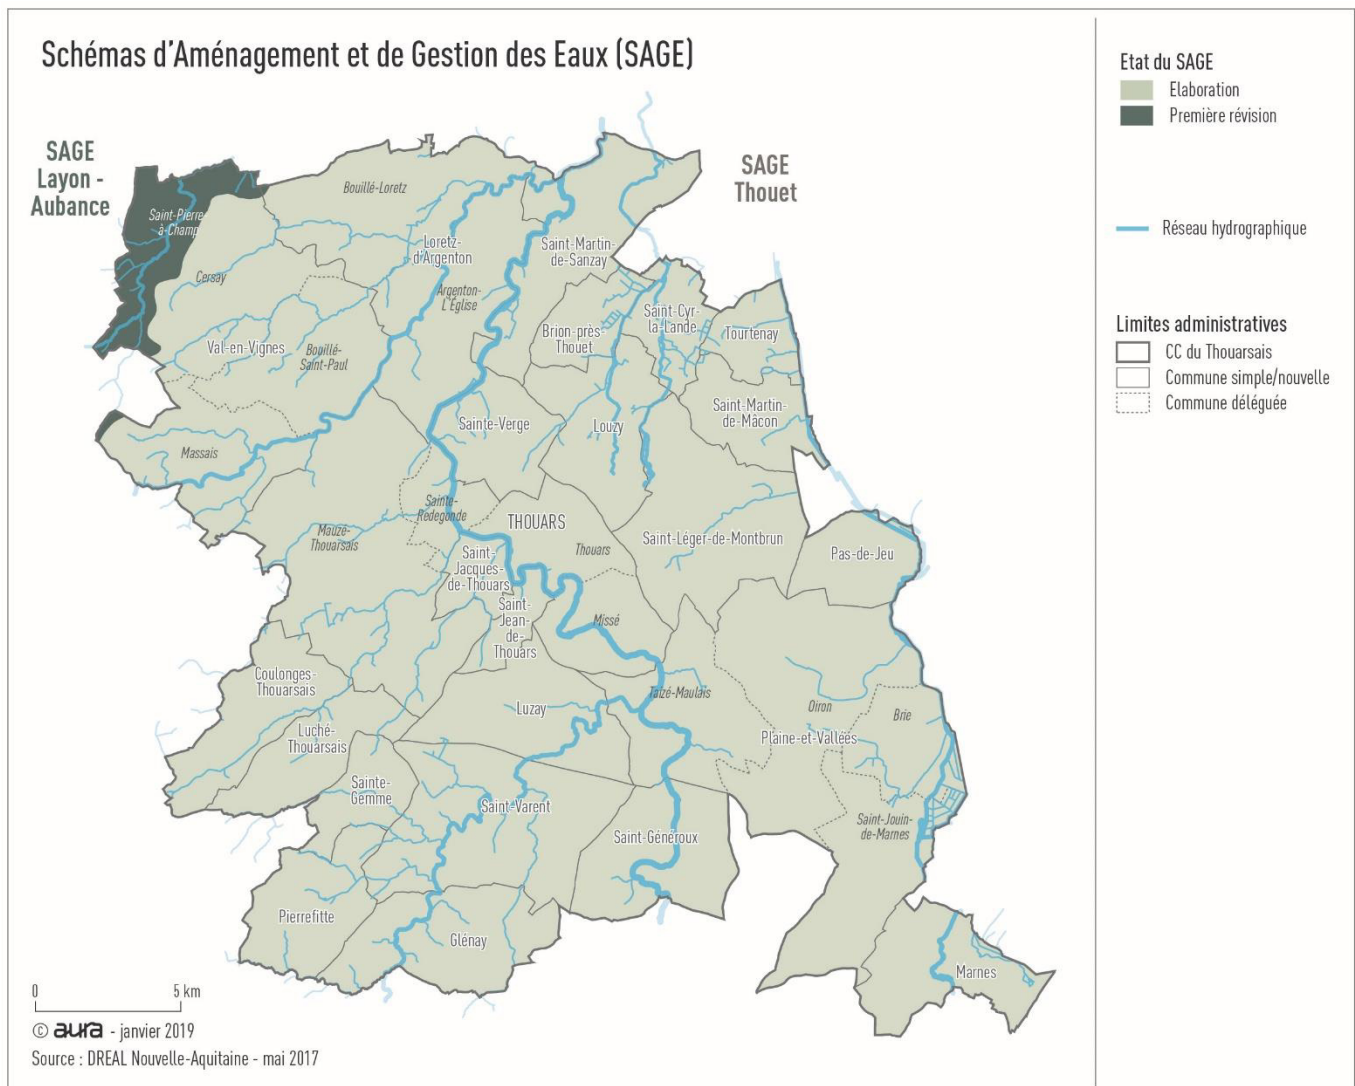 Schémas d'Aménagement et de Gestion des Eaux (SAGE)
SAGE
Layon -
Aubance
SAGE
Thouet
Saint-Pierre-
à-Champ
Bouillé-Loretz
Cersay
Loretz-
d'Argenton
Argenton-
L'Église
Saint-Martin-
de-Sanzay
Val-en-Vignes
Bouillé-
Saint-Paul
Brion-près-
Thouet
Saint-Cyr-
la-Lande
Tourtenay
Massais
Sainte-Verge
Louzy
Saint-Martin-
de-Mâcon
Mauzé-
Thouarsais
Sainte-
Redegonde
THOUARS
Thouars
Saint-Léger-de-Montbrun
Pas-de-Jeu
Saint-
Jacques-
de-Thouars
Saint-
Jean-
de-
Thouars
Missé
Coulonges-
Thouarsais
Luché-
Thouarsais
Luzay
Taizé-Maulais
Oiron
Brie
Plaine-et-Vallées
Sainte-
Gemme
Saint-Varent
Saint-Généroux
Saint-Jouin-
de-Marnes
Pierrefitte
Glénay
Marnes
0 5 km
© aura - janvier 2019
Source : DREAL Nouvelle-Aquitaine - mai 2017
Etat du SAGE
Elaboration
Première révision
Réseau hydrographique
Limites administratives
CC du Thouarsais
Commune simple/nouvelle
Commune déléguée